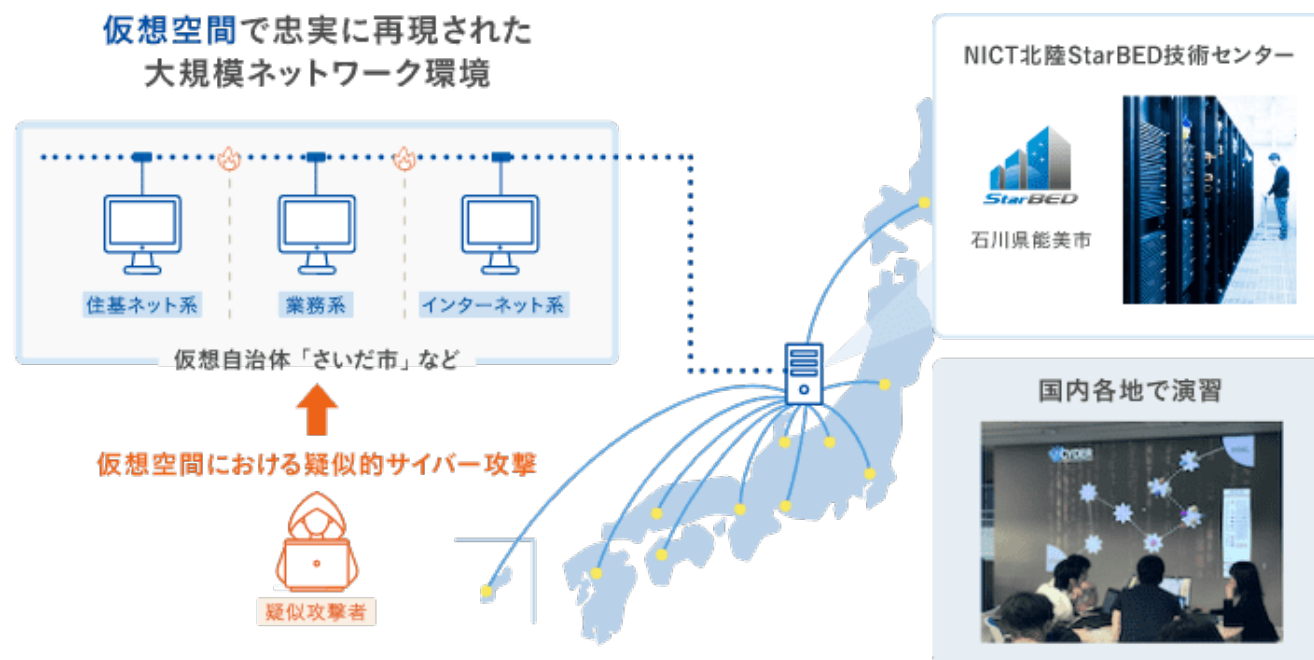 仮想空間で忠実に再現された
大規模ネットワーク環境
住基ネット系
業務系
インターネット系
仮想自治体「さいだ市」など
仮想空間における疑似的サイバー攻撃
疑似攻撃者
NICT北陸StarBED技術センター
StarBED
石川県能美市
国内各地で演習
CYDER